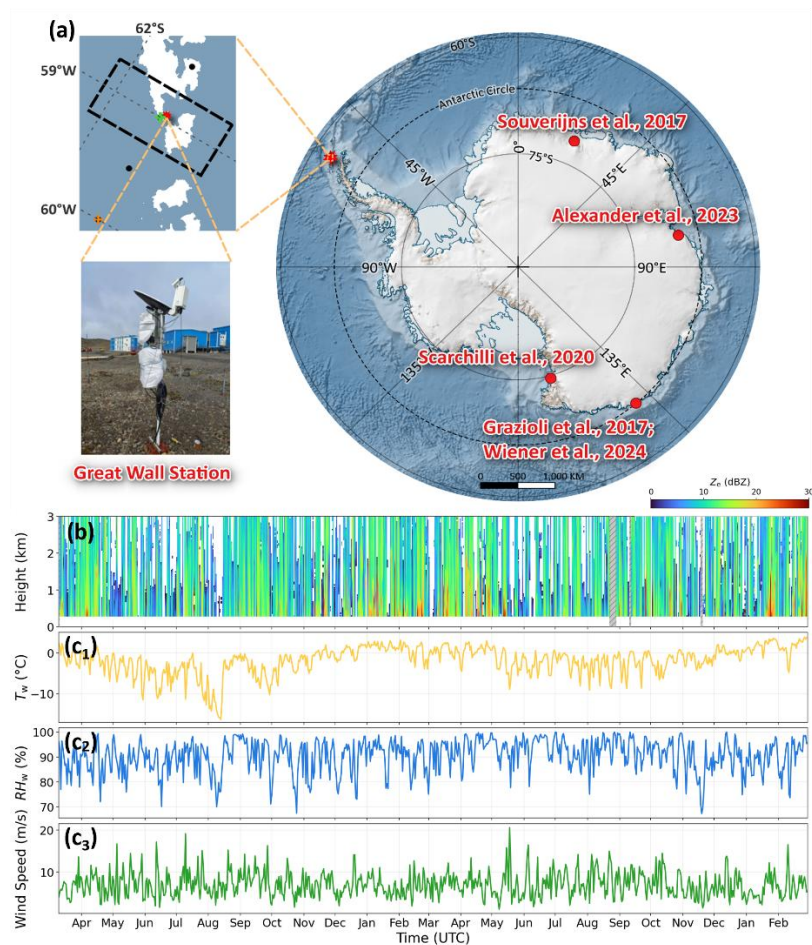 (a)
62°S
59°W
60°W
Great Wall Station
60°S
Antarctic Circle
Souverijns et al., 2017
0°
75°S
45°W
45°E
Alexander et al., 2023
90°W
90°E
Scarchilli et al., 2020
135°W
135°E
Grazioli et al., 2017;
Wiener et al., 2024
0 500 1,000 KM
Zₑ (dBZ)
0 10 20 30
(b)
Height (km)
3
2
1
0
(c₁)
T_w (°C)
0
−10
(c₂)
RH_w (%)
100
90
80
70
(c₃)
Wind Speed (m/s)
20
10
Apr May Jun Jul Aug Sep Oct Nov Dec Jan Feb Mar Apr May Jun Jul Aug Sep Oct Nov Dec Jan Feb
Time (UTC)